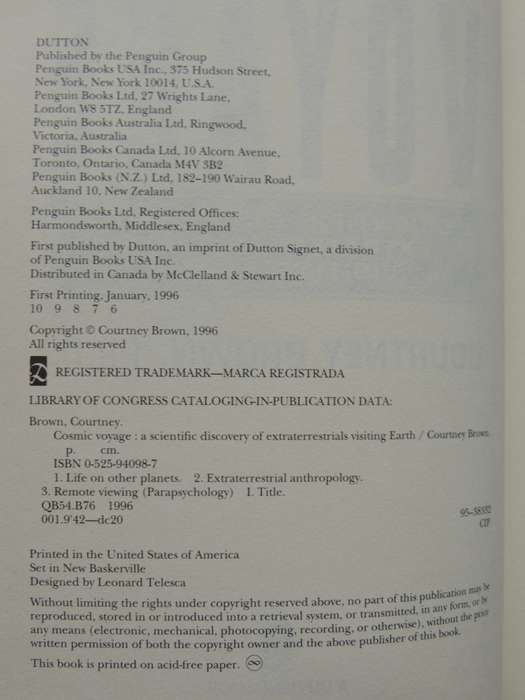 DUTTON
Published by the Penguin Group
Penguin Books USA Inc., 375 Hudson Street,
New York, New York 10014, U.S.A.
Penguin Books Ltd, 27 Wrights Lane,
London W8 5TZ, England
Penguin Books Australia Ltd, Ringwood,
Victoria, Australia
Penguin Books Canada Ltd, 10 Alcorn Avenue,
Toronto, Ontario, Canada M4V 3B2
Penguin Books (N.Z.) Ltd, 182–190 Wairau Road,
Auckland 10, New Zealand
Penguin Books Ltd, Registered Offices:
Harmondsworth, Middlesex, England
First published by Dutton, an imprint of Dutton Signet, a division
of Penguin Books USA Inc.
Distributed in Canada by McClelland & Stewart Inc.
First Printing, January, 1996
10 9 8 7 6
Copyright © Courtney Brown, 1996
All rights reserved
REGISTERED TRADEMARK—MARCA REGISTRADA
LIBRARY OF CONGRESS CATALOGING-IN-PUBLICATION DATA:
Brown, Courtney.
Cosmic voyage : a scientific discovery of extraterrestrials visiting Earth / Courtney Brown.
p. cm.
ISBN 0-525-94098-7
1. Life on other planets. 2. Extraterrestrial anthropology.
3. Remote viewing (Parapsychology) I. Title.
QB54.B76 1996
001.9'42—dc20
CIP
Printed in the United States of America
Set in New Baskerville
Designed by Leonard Telesca
Without limiting the rights under copyright reserved above, no part of this publication may be
reproduced, stored in or introduced into a retrieval system, or transmitted, in any form, or by
any means (electronic, mechanical, photocopying, recording, or otherwise), without the prior
written permission of both the copyright owner and the above publisher of this book.
This book is printed on acid-free paper.